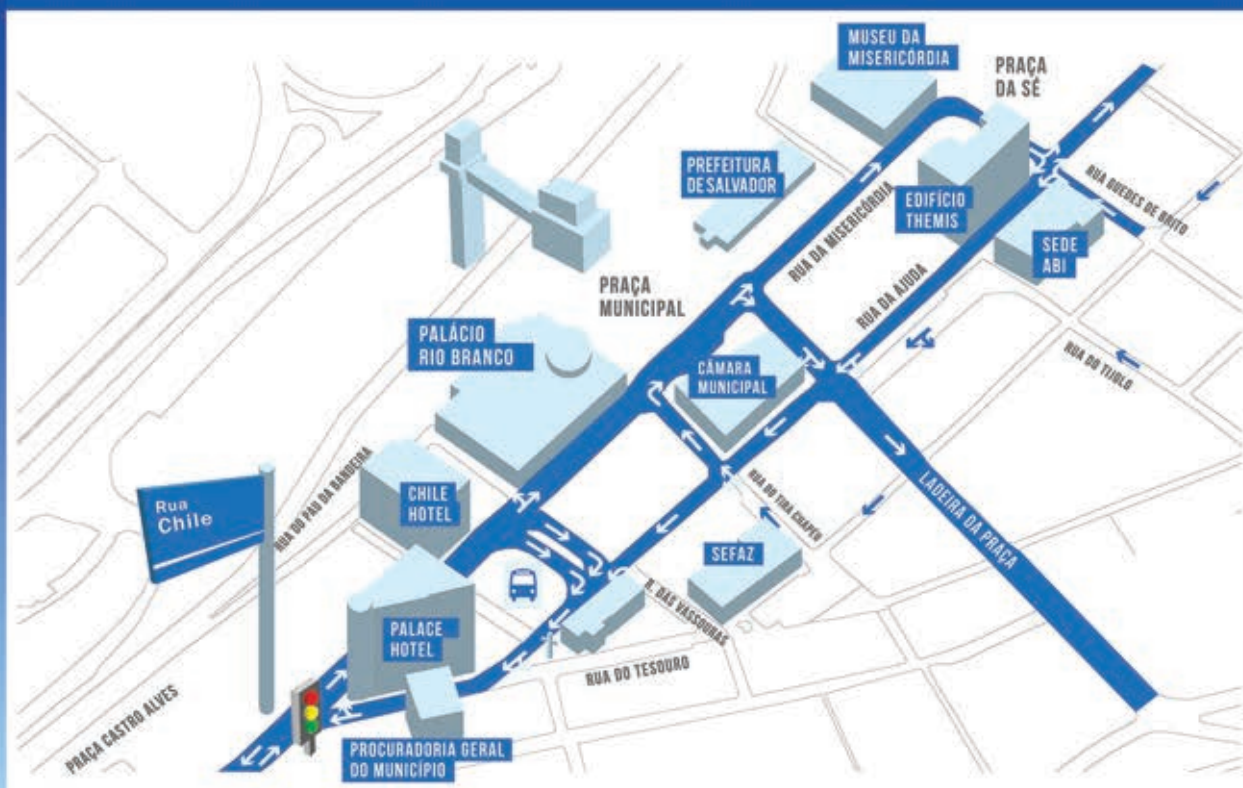 MUSEU DA
MISERICÓRDIA
PRAÇA
DA SÉ
PREFEITURA
DE SALVADOR
EDIFÍCIO
THEMIS
RUA GUEDES DE BRITO
SEDE
ABI
RUA DA MISERICÓRDIA
RUA DA AJUDA
PRAÇA
MUNICIPAL
PALÁCIO
RIO BRANCO
CÂMARA
MUNICIPAL
RUA DO TIJOLO
RUA DO PAU DA BANDEIRA
CHILE
HOTEL
Rua
Chile
RUA DO TIRA CHAPÉU
LADEIRA DA PRAÇA
SEFAZ
R. DAS VASSOURAS
PALACE
HOTEL
RUA DO TESOURO
PRAÇA CASTRO ALVES
PROCURADORIA GERAL
DO MUNICÍPIO